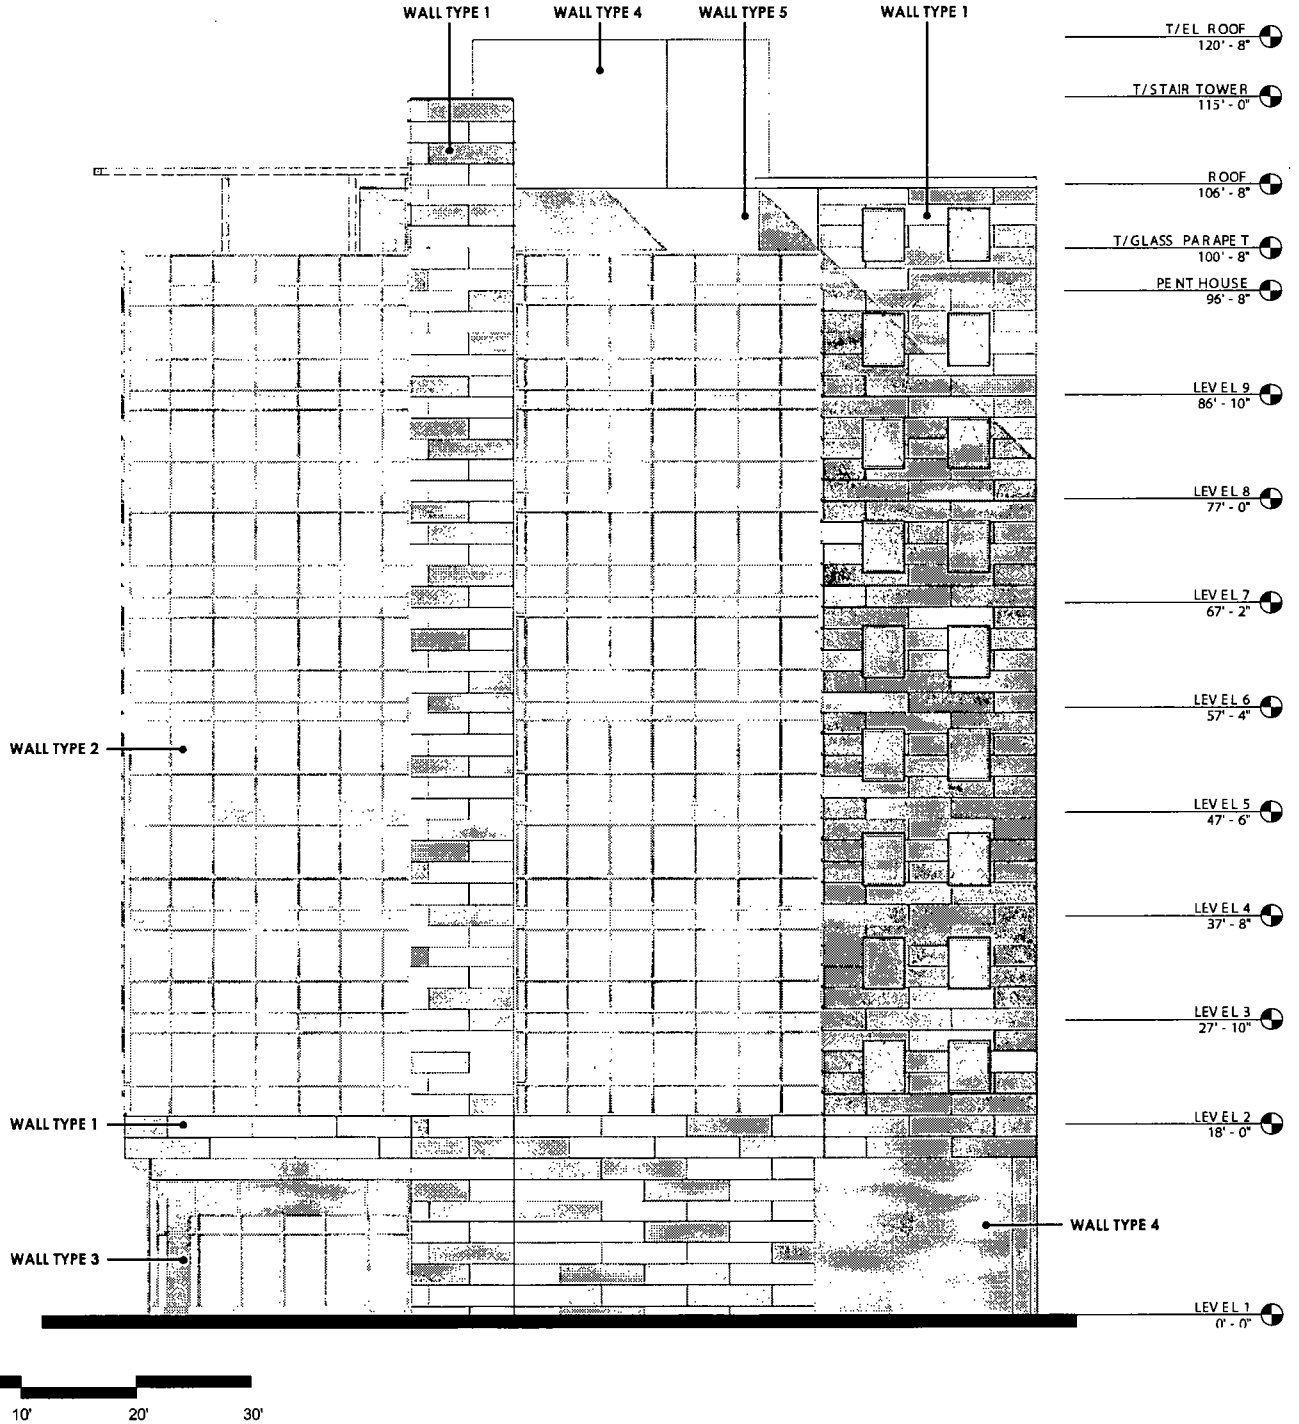 WALL TYPE 1
WALL TYPE 4
WALL TYPE 5
WALL TYPE 1
T/EL ROOF
120' - 8"
T/STAIR TOWER
115' - 0"
ROOF
106' - 8"
T/GLASS PARAPET
100' - 8"
PENTHOUSE
96' - 8"
LEVEL 9
86' - 10"
LEVEL 8
77' - 0"
LEVEL 7
67' - 2"
LEVEL 6
57' - 4"
WALL TYPE 2
LEVEL 5
47' - 6"
LEVEL 4
37' - 8"
LEVEL 3
27' - 10"
WALL TYPE 1
LEVEL 2
18' - 0"
WALL TYPE 4
WALL TYPE 3
LEVEL 1
0' - 0"
10'
20'
30'